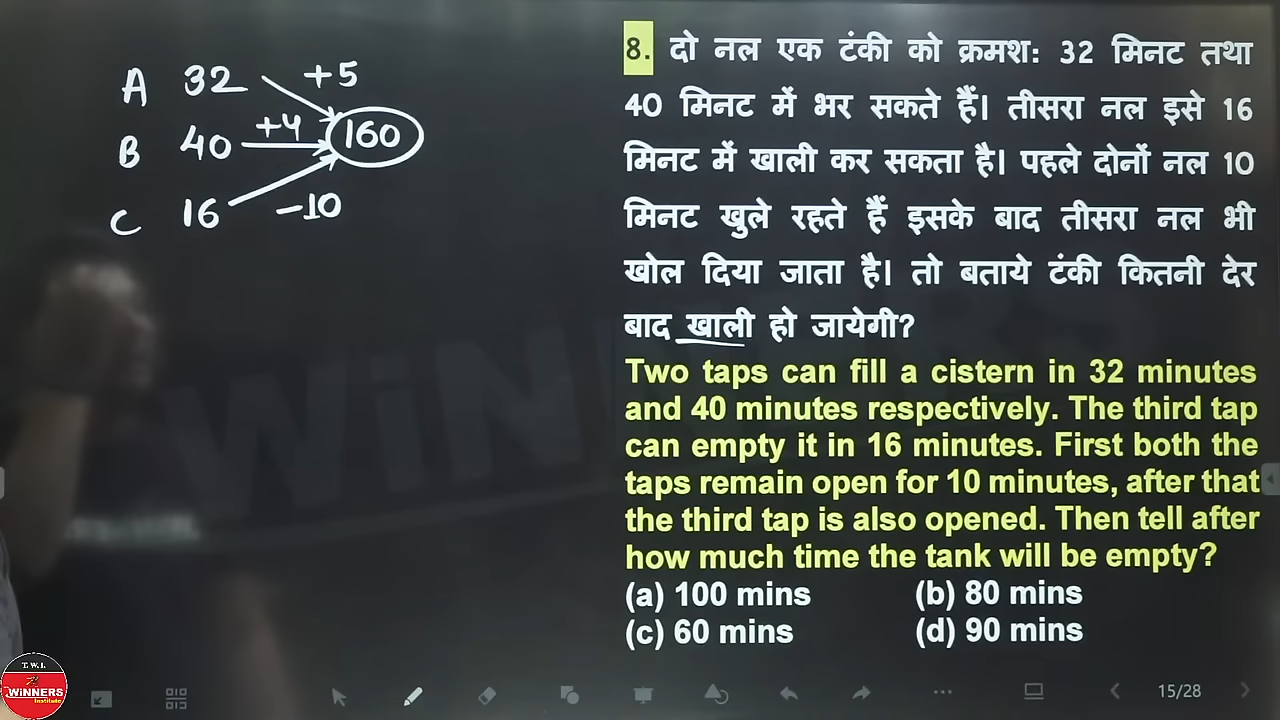 A 32 +5
B 40 +4 160
C 16 -10
8. दो नल एक टंकी को क्रमश: 32 मिनट तथा
40 मिनट में भर सकते हैं। तीसरा नल इसे 16
मिनट में खाली कर सकता है। पहले दोनों नल 10
मिनट खुले रहते हैं इसके बाद तीसरा नल भी
खोल दिया जाता है। तो बताये टंकी कितनी देर
बाद खाली हो जायेगी?
Two taps can fill a cistern in 32 minutes
and 40 minutes respectively. The third tap
can empty it in 16 minutes. First both the
taps remain open for 10 minutes, after that
the third tap is also opened. Then tell after
how much time the tank will be empty?
(a) 100 mins (b) 80 mins
(c) 60 mins (d) 90 mins
T.W.I.
WINNERS
Institute
15/28